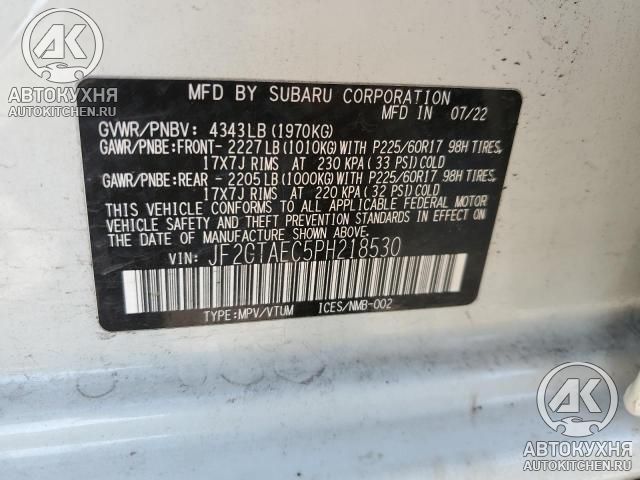 AK
АВТОКУХНЯ
AUTOKITCHEN.RU
MFD BY SUBARU CORPORATION
MFD IN 07/22
GVWR/PNBV: 4343LB (1970KG)
GAWR/PNBE:FRONT- 2227LB (1010KG)WITH P225/60R17 98H TIRES,
17X7J RIMS AT 230 KPA (33 PSI)COLD
GAWR/PNBE:REAR - 2205LB (1000KG)WITH P225/60R17 98H TIRES,
17X7J RIMS AT 220 KPA (32 PSI)COLD
THIS VEHICLE CONFORMS TO ALL APPLICABLE FEDERAL MOTOR
VEHICLE SAFETY AND THEFT PREVENTION STANDARDS IN EFFECT
ON THE DATE OF MANUFACTURE SHOWN ABOVE.
VIN: JF2GTAEC5PH218530
TYPE:MPV/VTUM ICES/NMB-002
AK
АВТОКУХНЯ
AUTOKITCHEN.RU